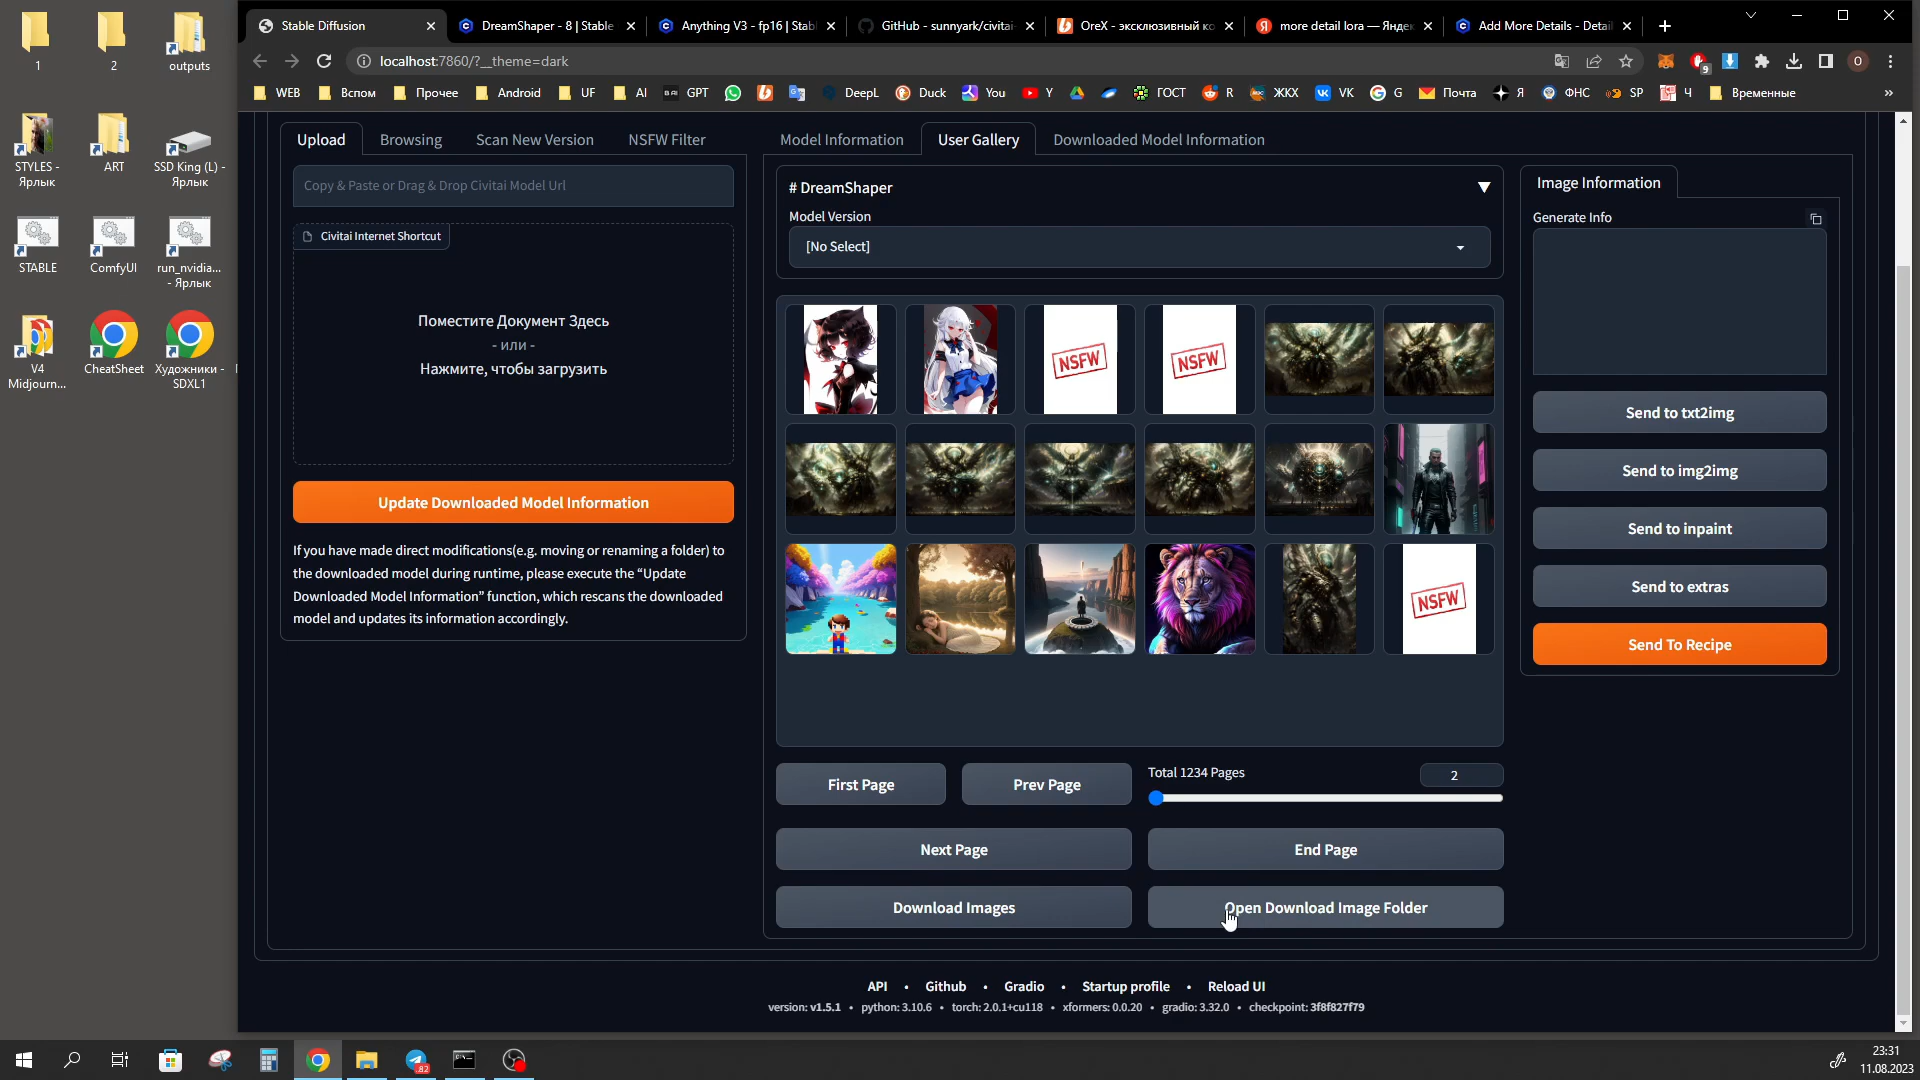 1
2
outputs
STYLES -
Ярлык
ART
SSD King (L) -
Ярлык
STABLE
ComfyUI
run_nvidia...
- Ярлык
V4
Midjourn...
CheatSheet
Художники -
SDXL1
Stable Diffusion
DreamShaper - 8 | Stable
Anything V3 - fp16 | Stabl
GitHub - sunnyark/civitai-
OreX - эксклюзивный ко
more detail lora — Яндек
Add More Details - Detail
localhost:7860/?__theme=dark
9
O
WEB
Вспом
Прочее
Android
UF
AI
GPT
DeepL
Duck
You
Y
ГОСТ
R
ЖКХ
VK
G
Почта
Я
ФНС
SP
Ч
Временные
»
Upload
Browsing
Scan New Version
NSFW Filter
Copy & Paste or Drag & Drop Civitai Model Url
Civitai Internet Shortcut
Поместите Документ Здесь
- или -
Нажмите, чтобы загрузить
Update Downloaded Model Information
If you have made direct modifications(e.g. moving or renaming a folder) to
the downloaded model during runtime, please execute the “Update
Downloaded Model Information” function, which rescans the downloaded
model and updates its information accordingly.
Model Information
User Gallery
Downloaded Model Information
# DreamShaper
Model Version
[No Select]
NSFW
NSFW
NSFW
First Page
Prev Page
Total 1234 Pages
2
Next Page
End Page
Download Images
Open Download Image Folder
Image Information
Generate Info
Send to txt2img
Send to img2img
Send to inpaint
Send to extras
Send To Recipe
API • Github • Gradio • Startup profile • Reload UI
version: v1.5.1 • python: 3.10.6 • torch: 2.0.1+cu118 • xformers: 0.0.20 • gradio: 3.32.0 • checkpoint: 3f8f827f79
82
23:31
11.08.2023